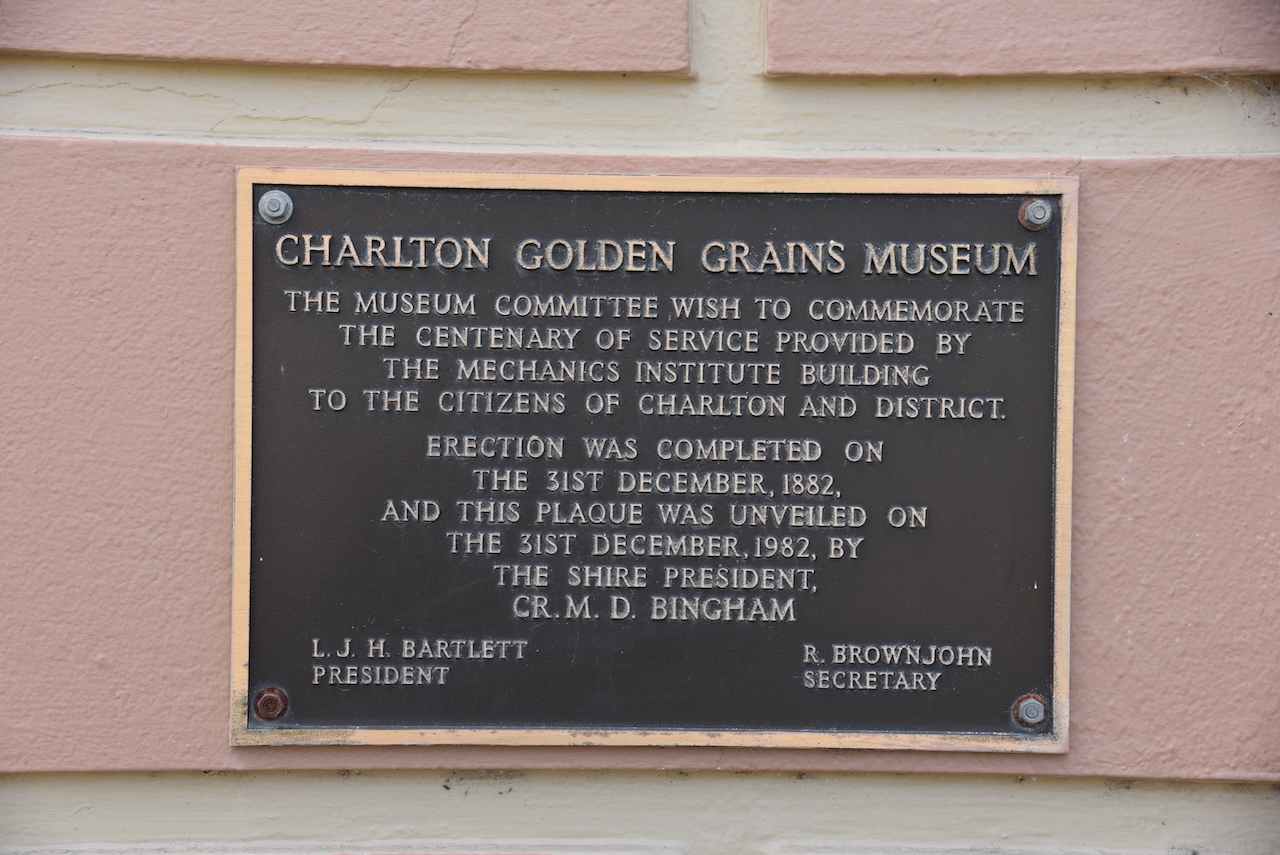 CHARLTON GOLDEN GRAINS MUSEUM
THE MUSEUM COMMITTEE WISH TO COMMEMORATE
THE CENTENARY OF SERVICE PROVIDED BY
THE MECHANICS INSTITUTE BUILDING
TO THE CITIZENS OF CHARLTON AND DISTRICT.
ERECTION WAS COMPLETED ON
THE 31ST DECEMBER, 1882,
AND THIS PLAQUE WAS UNVEILED ON
THE 31ST DECEMBER, 1982, BY
THE SHIRE PRESIDENT,
CR. M. D. BINGHAM
L. J. H. BARTLETT
PRESIDENT
R. BROWNJOHN
SECRETARY